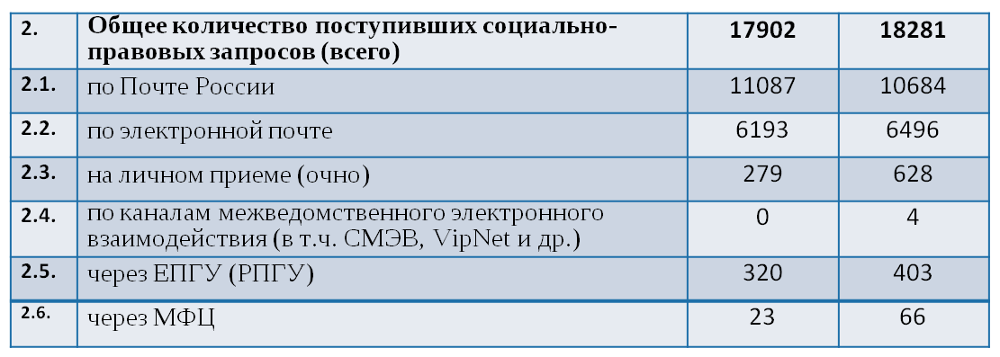 2. Общее количество поступивших социально- 17902 18281
правовых запросов (всего)
2.1. по Почте России 11087 10684
2.2. по электронной почте 6193 6496
2.3. на личном приеме (очно) 279 628
2.4. по каналам межведомственного электронного 0 4
взаимодействия (в т.ч. СМЭВ, VipNet и др.)
2.5. через ЕПГУ (РПГУ) 320 403
2.6. через МФЦ 23 66